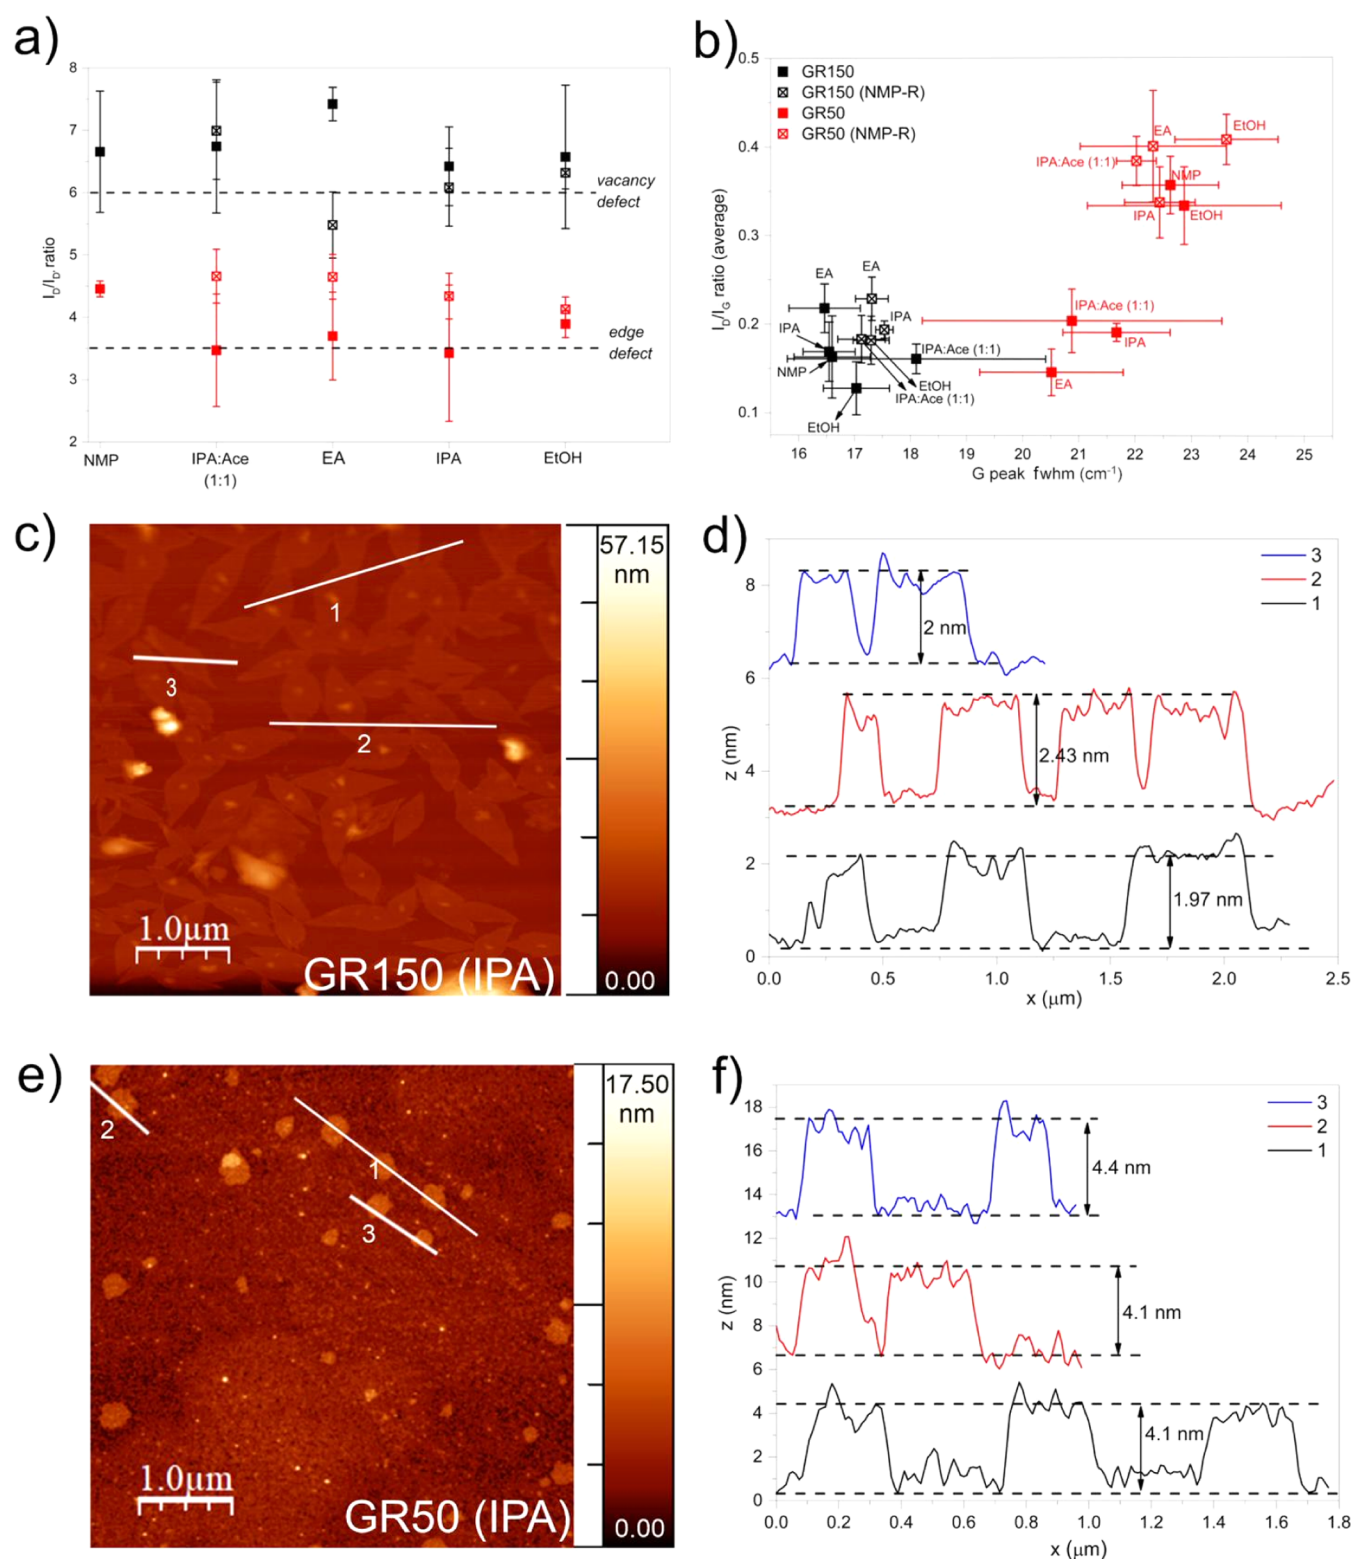 a)
8
7
6
5
4
3
2
I_D/I_D' ratio
vacancy
defect
edge
defect
NMP
IPA:Ace
(1:1)
EA
IPA
EtOH
b)
0.5
0.4
0.3
0.2
0.1
I_D/I_G ratio (average)
GR150
GR150 (NMP-R)
GR50
GR50 (NMP-R)
EA
EtOH
IPA:Ace (1:1)
NMP
IPA
EtOH
EA
EA
IPA
IPA
NMP
IPA:Ace (1:1)
EtOH
IPA:Ace (1:1)
EtOH
IPA:Ace (1:1)
IPA
EA
16 17 18 19 20 21 22 23 24 25
G peak fwhm (cm⁻¹)
c)
57.15
nm
1
3
2
1.0µm
GR150 (IPA)
0.00
d)
3
2
1
8
4
2
0
z (nm)
2 nm
2.43 nm
1.97 nm
0.0 0.5 1.0 1.5 2.0 2.5
x (µm)
e)
17.50
nm
2
1
3
1.0µm
GR50 (IPA)
0.00
f)
3
2
1
18
16
14
12
10
8
6
4
2
0
z (nm)
4.4 nm
4.1 nm
4.1 nm
0.0 0.2 0.4 0.6 0.8 1.0 1.2 1.4 1.6 1.8
x (µm)